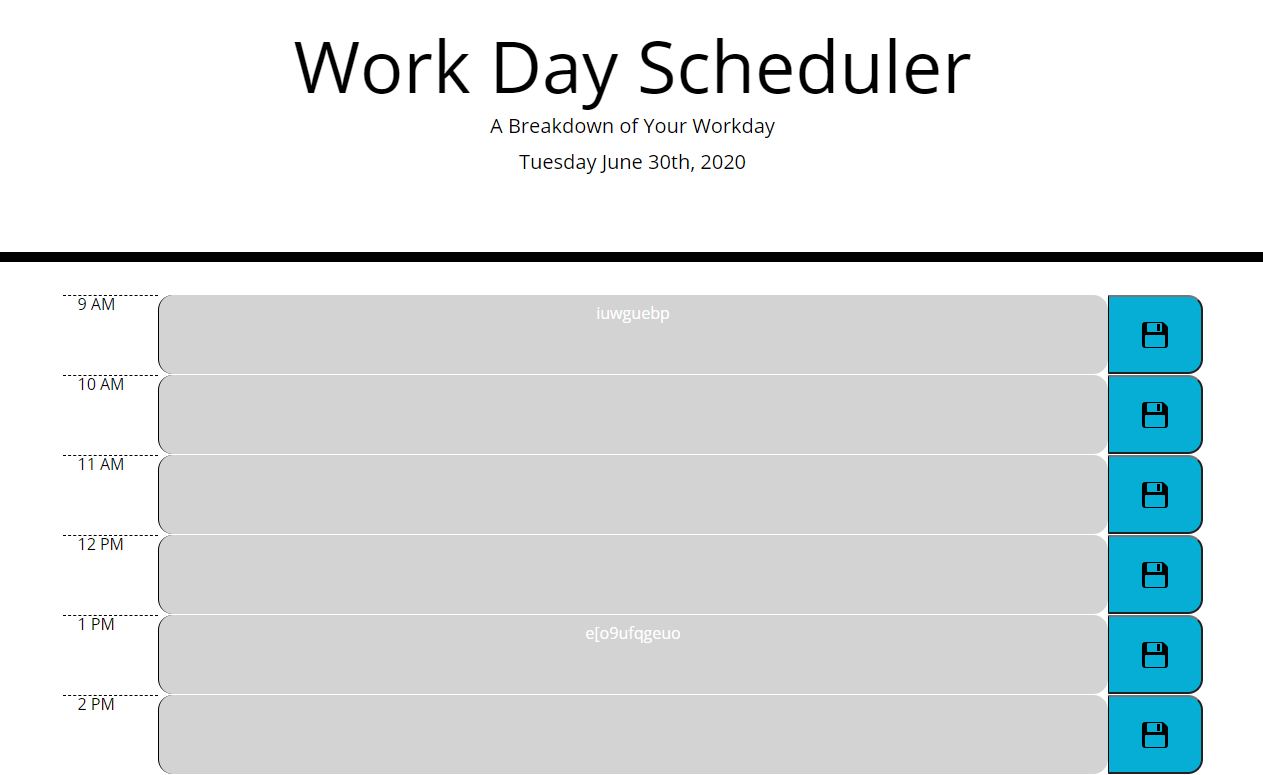 Work Day Scheduler
A Breakdown of Your Workday
Tuesday June 30th, 2020
9 AM
iuwguebp
10 AM
11 AM
12 PM
1 PM
e[o9ufqgeuo
2 PM